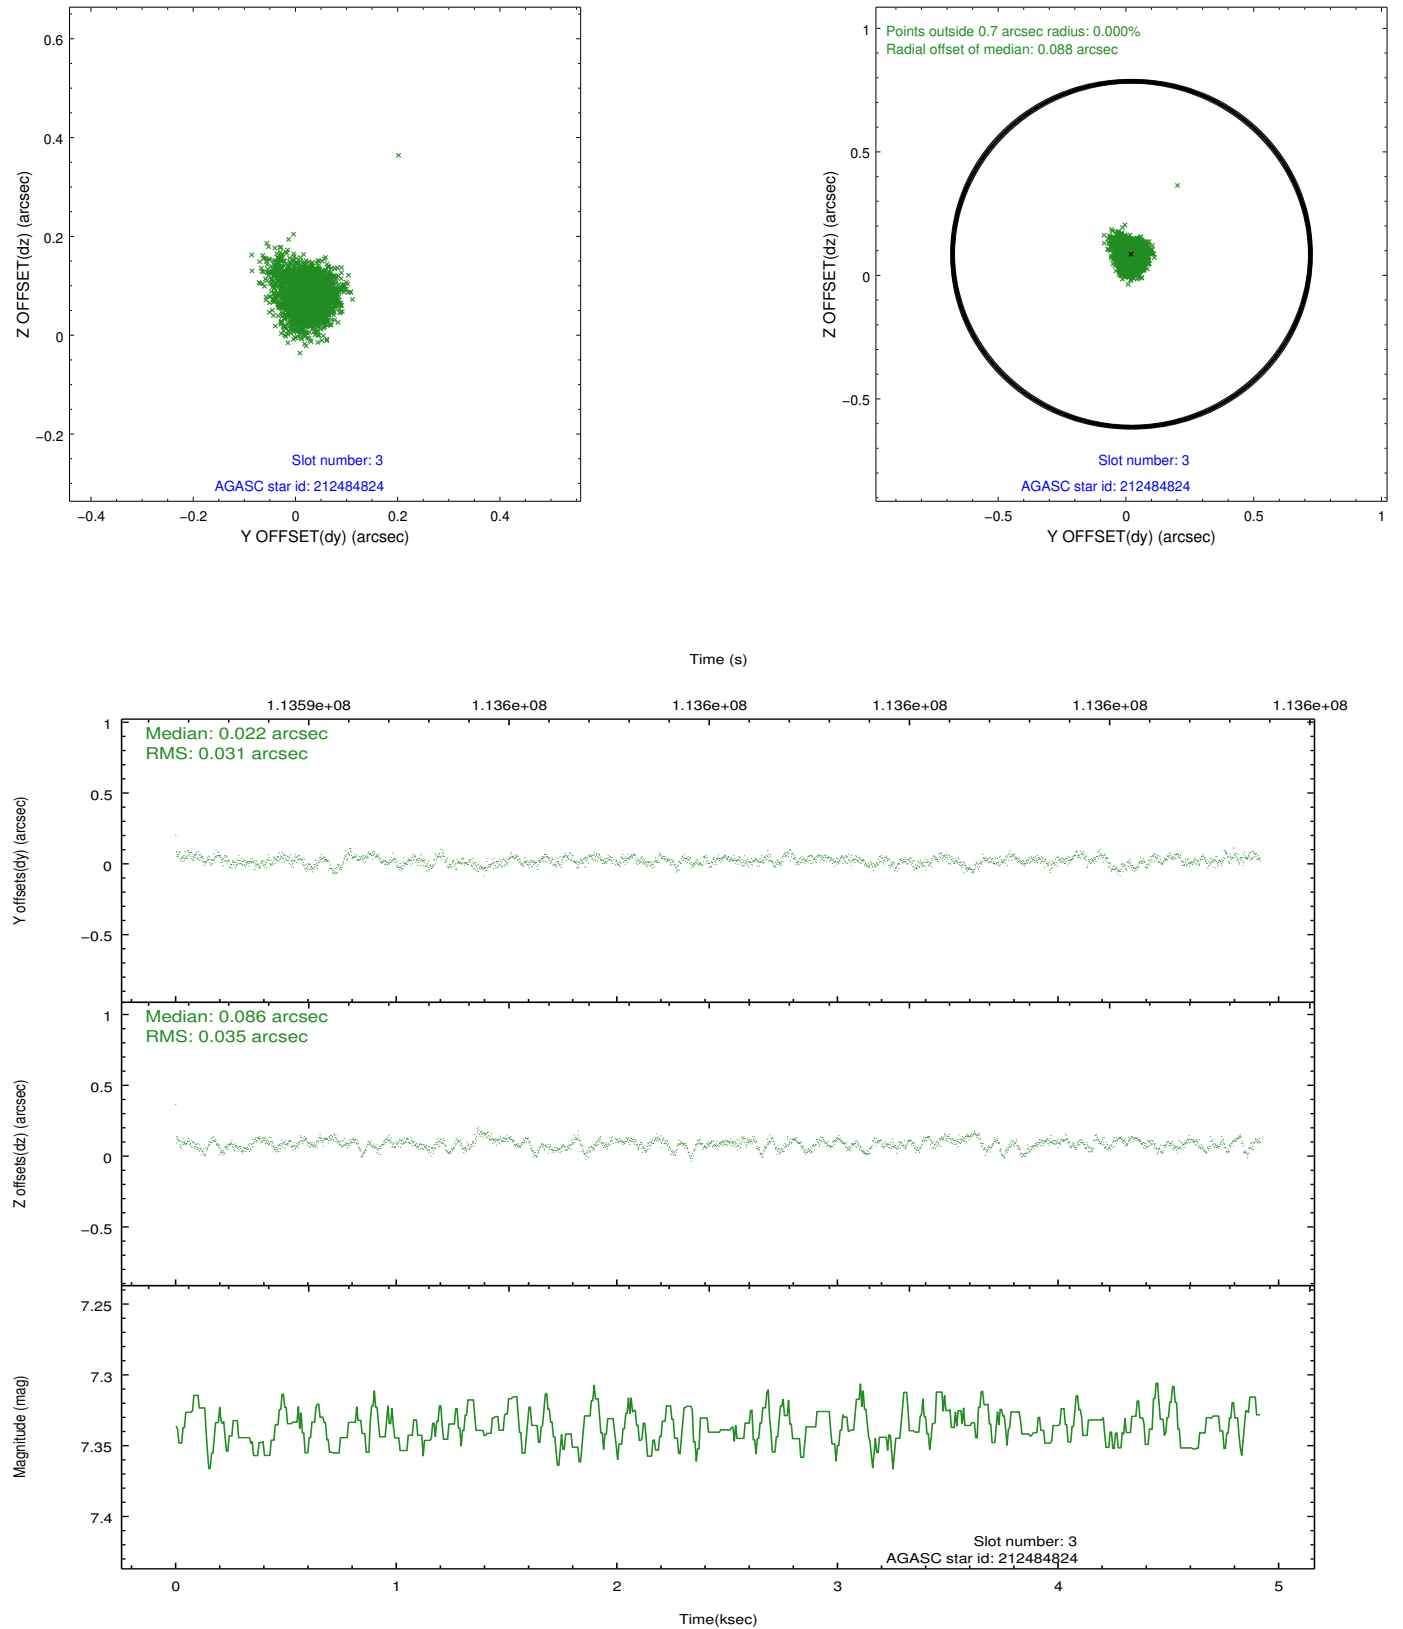 0.6
0.4
0.2
0
−0.2
Z OFFSET(dz) (arcsec)
Slot number: 3
AGASC star id: 212484824
−0.4 −0.2 0 0.2 0.4
Y OFFSET(dy) (arcsec)
Points outside 0.7 arcsec radius: 0.000%
Radial offset of median: 0.088 arcsec
1
0.5
0
−0.5
Z OFFSET(dz) (arcsec)
Slot number: 3
AGASC star id: 212484824
−0.5 0 0.5 1
Y OFFSET(dy) (arcsec)
Time (s)
1.1359e+08 1.136e+08 1.136e+08 1.136e+08 1.136e+08 1.136e+08
Median: 0.022 arcsec
RMS: 0.031 arcsec
1
0.5
0
−0.5
Y offsets(dy) (arcsec)
Median: 0.086 arcsec
RMS: 0.035 arcsec
1
0.5
0
−0.5
Z offsets(dz) (arcsec)
7.25
7.3
7.35
7.4
Magnitude (mag)
Slot number: 3
AGASC star id: 212484824
0 1 2 3 4 5
Time(ksec)